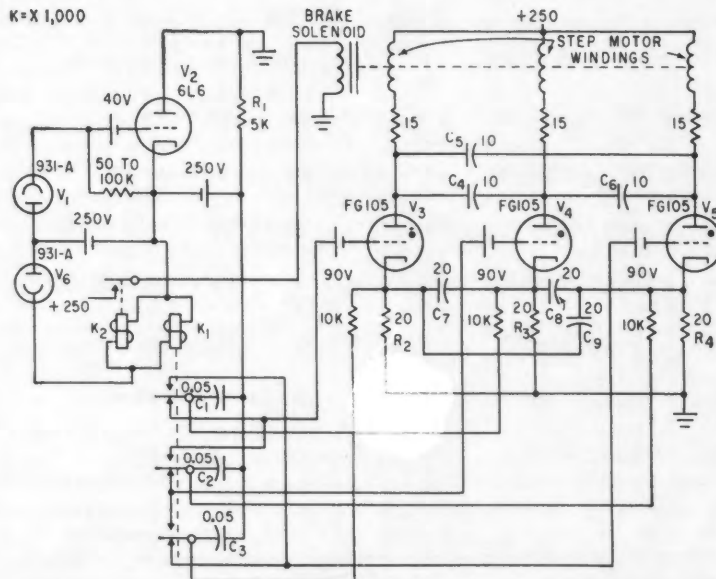 K=X 1,000
BRAKE
SOLENOID
+250
STEP MOTOR
WINDINGS
V2
6L6
R1
5K
40V
15
15
15
C5 10
50 TO
100K
250V
931-A
V1
C4 10
C6 10
250V
FG105
V3
FG105
V4
FG105
V5
931-A
V6
90V
90V
90V
+250
K2
K1
10K
20
R2
20
C7
10K
20
R3
20
C8
20
C9
10K
20
R4
0.05
C1
0.05
C2
0.05
C3